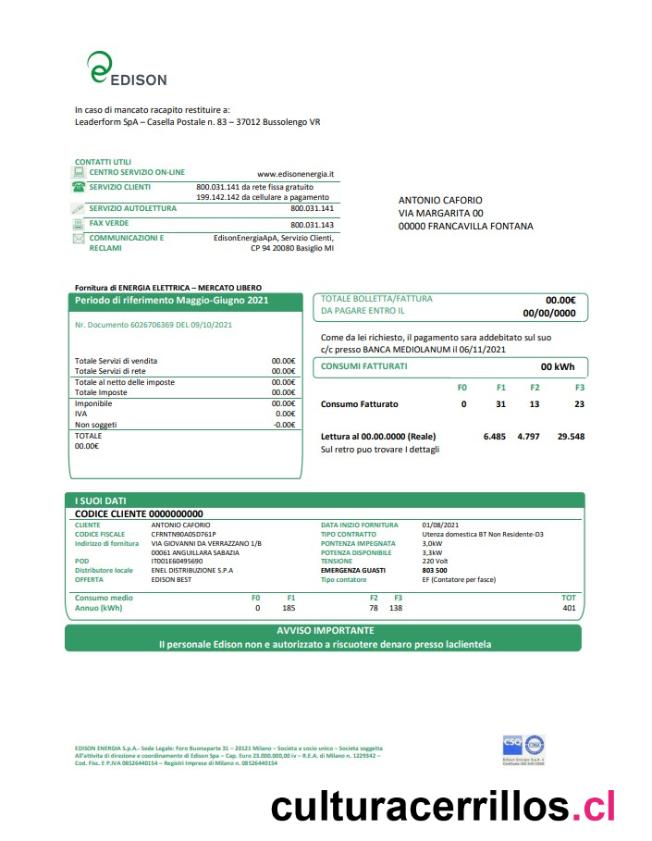 EDISON
In caso di mancato racapito restituire a:
Leaderform SpA – Casella Postale n. 83 – 37012 Bussolengo VR
CONTATTI UTILI
CENTRO SERVIZIO ON-LINE www.edisonenergia.it
SERVIZIO CLIENTI 800.031.141 da rete fissa gratuito
199.142.142 da cellulare a pagamento
SERVIZIO AUTOLETTURA 800.031.141
FAX VERDE 800.031.143
COMMUNICAZIONI E RECLAMI EdisonEnergiaApA, Servizio Clienti,
CP 94 20080 Basiglio MI
ANTONIO CAFORIO
VIA MARGARITA 00
00000 FRANCAVILLA FONTANA
Fornitura di ENERGIA ELETTRICA – MERCATO LIBERO
Periodo di riferimento Maggio-Giugno 2021
Nr. Documento 6026706369 DEL 09/10/2021
Totale Servizi di vendita 00.00€
Totale Servizi di rete 00.00€
Totale al netto delle imposte 00.00€
Totale Imposte 00.00€
Imponibile 00.00€
IVA 0.00€
Non soggeti -0.00€
TOTALE
00.00€
TOTALE BOLLETTA/FATTURA 00.00€
DA PAGARE ENTRO IL 00/00/0000
Come da lei richiesto, il pagamento sara addebitato sul suo
c/c presso BANCA MEDIOLANUM il 06/11/2021
CONSUMI FATTURATI 00 kWh
F0 F1 F2 F3
Consumo Fatturato 0 31 13 23
Lettura al 00.00.0000 (Reale) 6.485 4.797 29.548
Sul retro puo trovare I dettagli
I SUOI DATI
CODICE CLIENTE 0000000000
CLIENTE ANTONIO CAFORIO
CODICE FISCALE CFRNTN90A05D761P
Indirizzo di fornitura VIA GIOVANNI DA VERRAZZANO 1/B
00061 ANGUILLARA SABAZIA
POD IT001E60495690
Distributore locale ENEL DISTRIBUZIONE S.P.A
OFFERTA EDISON BEST
DATA INIZIO FORNITURA 01/08/2021
TIPO CONTRATTO Utenza domestica BT Non Residente-D3
PONTENZA IMPEGNATA 3,0kW
POTENZA DISPONIBILE 3,3kW
TENSIONE 220 Volt
EMERGENZA GUASTI 803 500
Tipo contatore EF (Contatore per fasce)
Consumo medio F0 F1 F2 F3 TOT
Annuo (kWh) 0 185 78 138 401
AVVISO IMPORTANTE
Il personale Edison non e autorizzato a riscuotere denaro presso laclientela
EDISON ENERGIA S.p.A.- Sede Legale: Foro Buonaparte 31 – 20121 Milano – Societa e socio unico – Societa soggetta
All'attivita di direzione e coordinamento di Edison Spa – Cap. Euro 23.000.000,00 iv – R.E.A. di Milano n. 1229342 –
Cod. Fisc. E P.IVA 08526440154 – Registri Imprese di Milano n. 08526440154
CSQ
culturacerrillos.cl